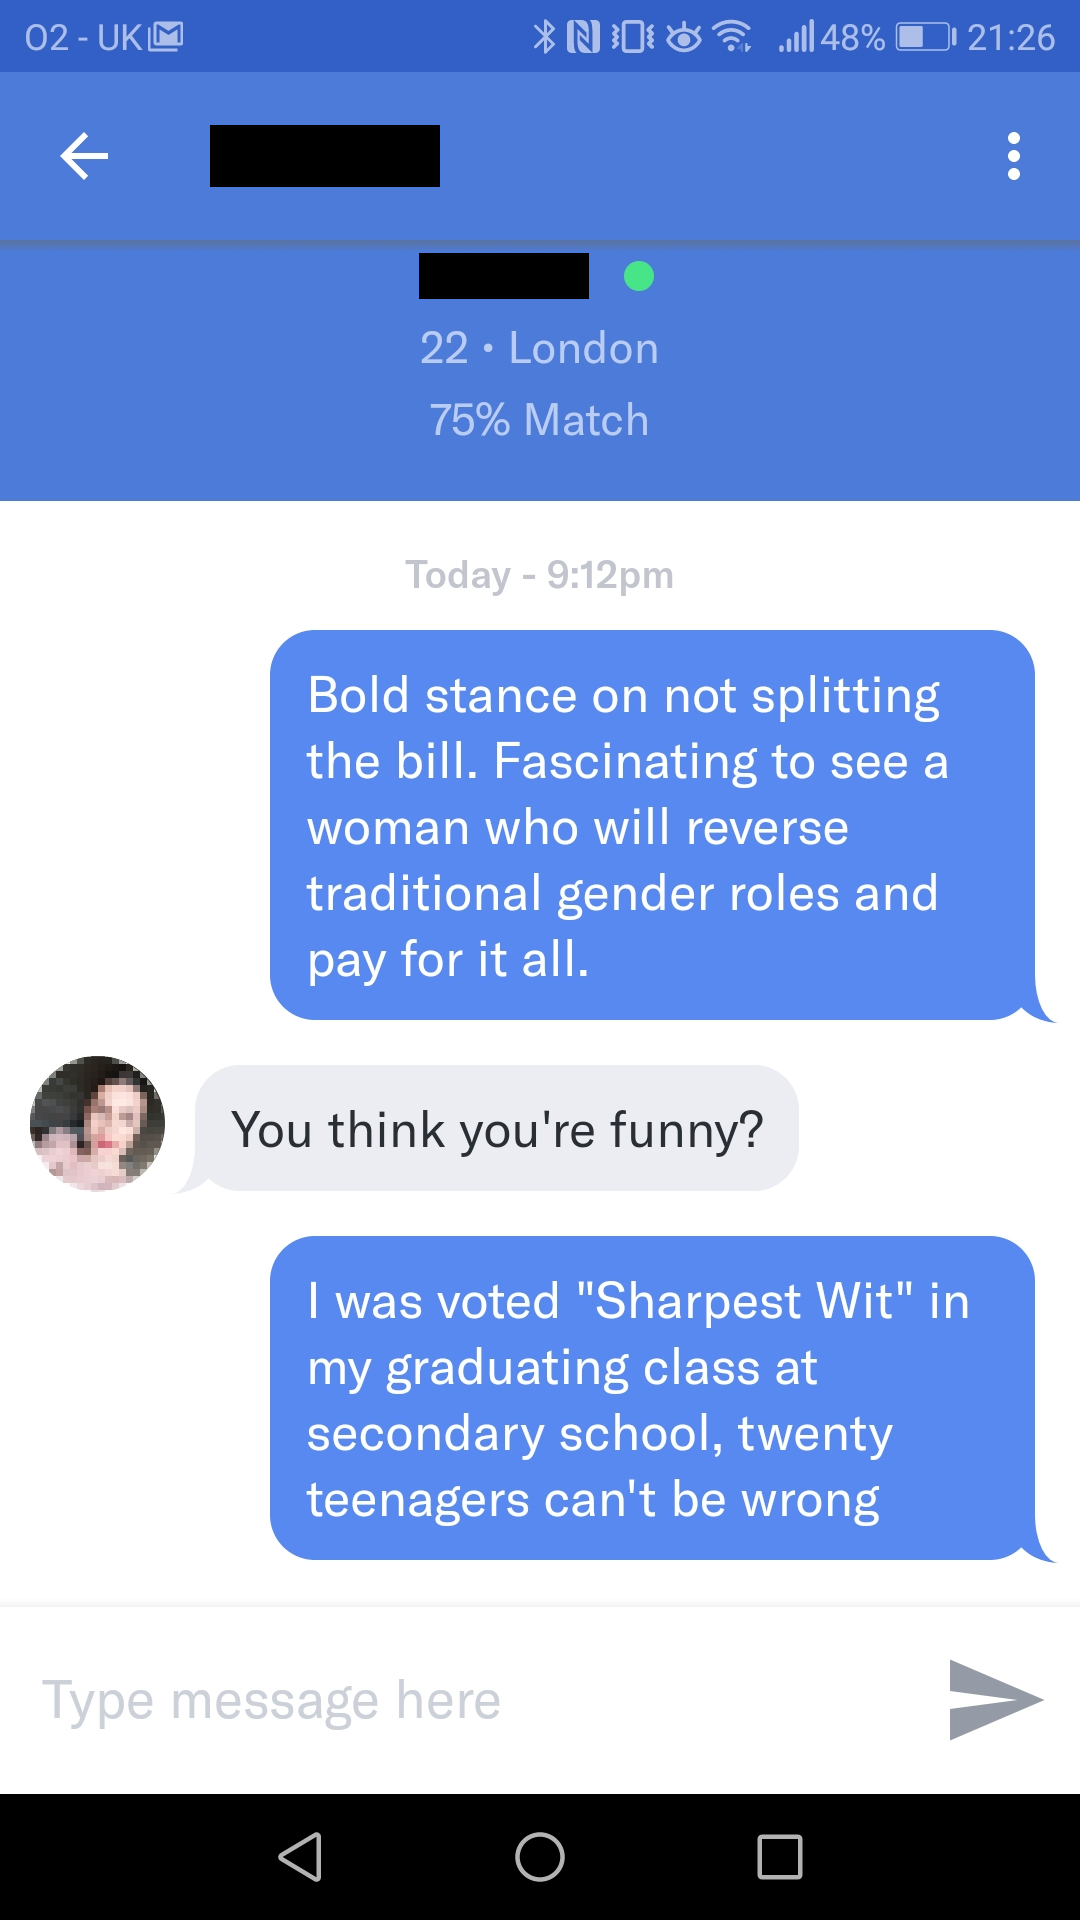 O2 - UK 48% 21:26
22 • London
75% Match
Today - 9:12pm
Bold stance on not splitting
the bill. Fascinating to see a
woman who will reverse
traditional gender roles and
pay for it all.
You think you're funny?
I was voted "Sharpest Wit" in
my graduating class at
secondary school, twenty
teenagers can't be wrong
Type message here